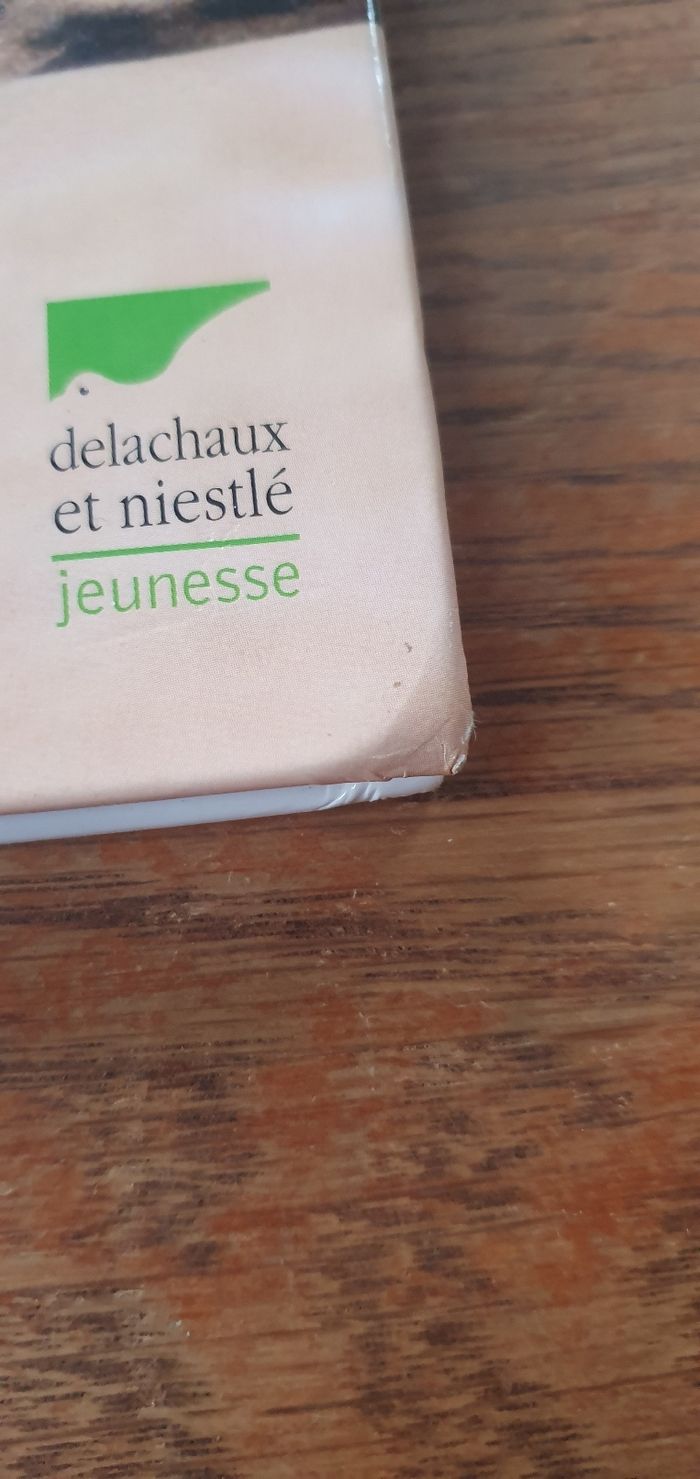 delachaux
et niestlé
jeunesse